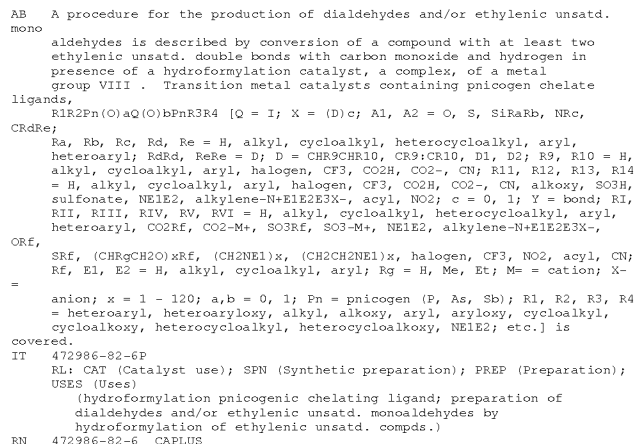 AB A procedure for the production of dialdehydes and/or ethylenic unsatd.
mono
aldehydes is described by conversion of a compound with at least two
ethylenic unsatd. double bonds with carbon monoxide and hydrogen in
presence of a hydroformylation catalyst, a complex, of a metal
group VIII . Transition metal catalysts containing pnicogen chelate
ligands,
R1R2Pn(O)aQ(O)bPnR3R4 [Q = I; X = (D)c; A1, A2 = O, S, SiRaRb, NRc,
CRdRe;
Ra, Rb, Rc, Rd, Re = H, alkyl, cycloalkyl, heterocycloalkyl, aryl,
heteroaryl; RdRd, ReRe = D; D = CHR9CHR10, CR9:CR10, D1, D2; R9, R10 = H,
alkyl, cycloalkyl, aryl, halogen, CF3, CO2H, CO2-, CN; R11, R12, R13, R14
= H, alkyl, cycloalkyl, aryl, halogen, CF3, CO2H, CO2-, CN, alkoxy, SO3H,
sulfonate, NE1E2, alkylene-N+E1E2E3X-, acyl, NO2; c = 0, 1; Y = bond; RI,
RII, RIII, RIV, RV, RVI = H, alkyl, cycloalkyl, heterocycloalkyl, aryl,
heteroaryl, CO2Rf, CO2-M+, SO3Rf, SO3-M+, NE1E2, alkylene-N+E1E2E3X-,
ORf,
SRf, (CHRgCH2O)xRf, (CH2NE1)x, (CH2CH2NE1)x, halogen, CF3, NO2, acyl, CN;
Rf, E1, E2 = H, alkyl, cycloalkyl, aryl; Rg = H, Me, Et; M= = cation; X-
=
anion; x = 1 - 120; a,b = 0, 1; Pn = pnicogen (P, As, Sb); R1, R2, R3, R4
= heteroaryl, heteroaryloxy, alkyl, alkoxy, aryl, aryloxy, cycloalkyl,
cycloalkoxy, heterocycloalkyl, heterocycloalkoxy, NE1E2; etc.] is
covered.
IT 472986-82-6P
RL: CAT (Catalyst use); SPN (Synthetic preparation); PREP (Preparation);
USES (Uses)
(hydroformylation pnicogenic chelating ligand; preparation of
dialdehydes and/or ethylenic unsatd. monoaldehydes by
hydroformylation of ethylenic unsatd. compds.)
RN 472986-82-6 CAPLUS